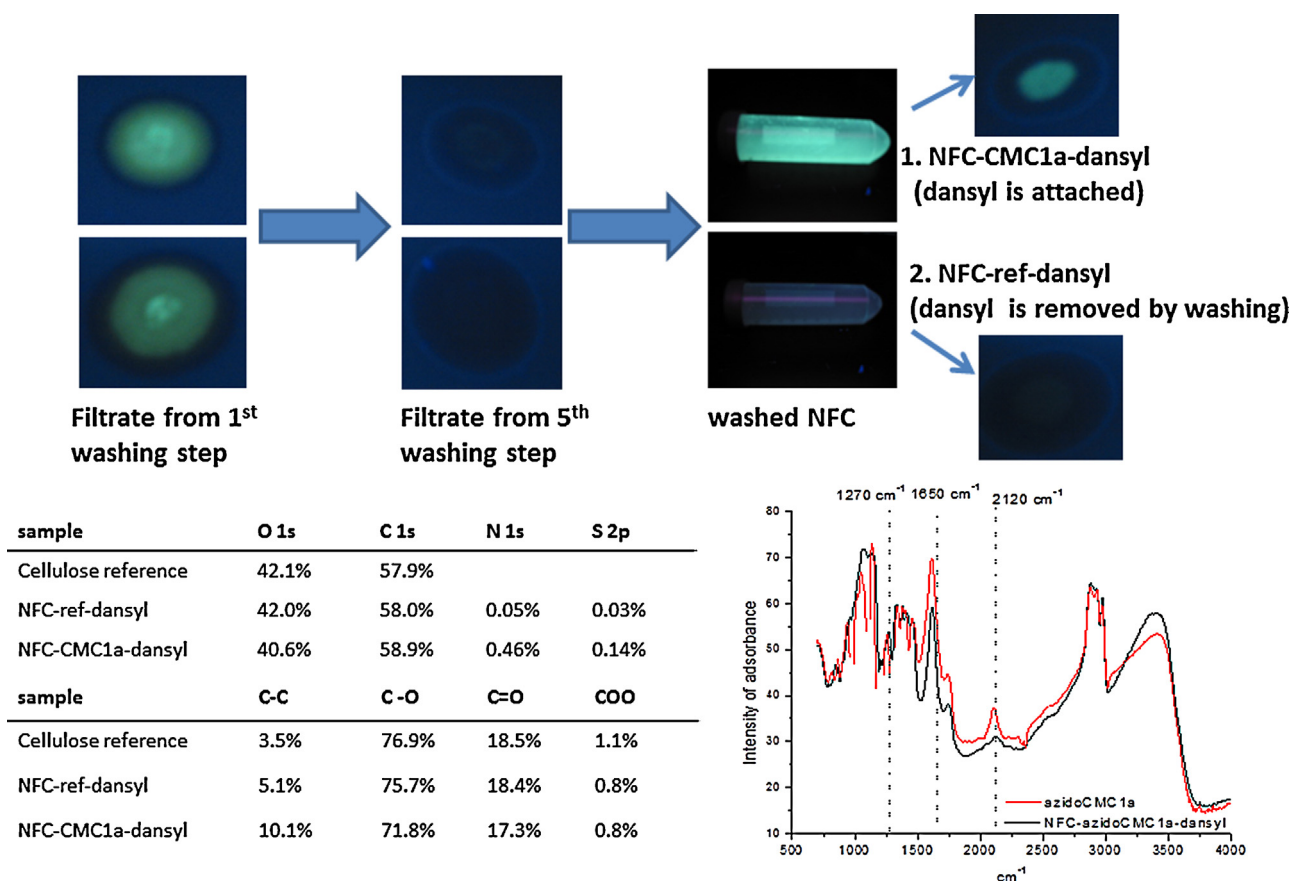 1. NFC-CMC1a-dansyl
(dansyl is attached)
2. NFC-ref-dansyl
(dansyl is removed by washing)
Filtrate from 1st
washing step
Filtrate from 5th
washing step
washed NFC
sample O 1s C 1s N 1s S 2p
Cellulose reference 42.1% 57.9%
NFC-ref-dansyl 42.0% 58.0% 0.05% 0.03%
NFC-CMC1a-dansyl 40.6% 58.9% 0.46% 0.14%
sample C-C C -O C=O COO
Cellulose reference 3.5% 76.9% 18.5% 1.1%
NFC-ref-dansyl 5.1% 75.7% 18.4% 0.8%
NFC-CMC1a-dansyl 10.1% 71.8% 17.3% 0.8%
1270 cm-1 1650 cm-1 2120 cm-1
Intensity of adsorbance
80
70
60
50
40
30
20
10
azidoCMC1a
NFC-azidoCMC1a-dansyl
500 1000 1500 2000 2500 3000 3500 4000
cm-1